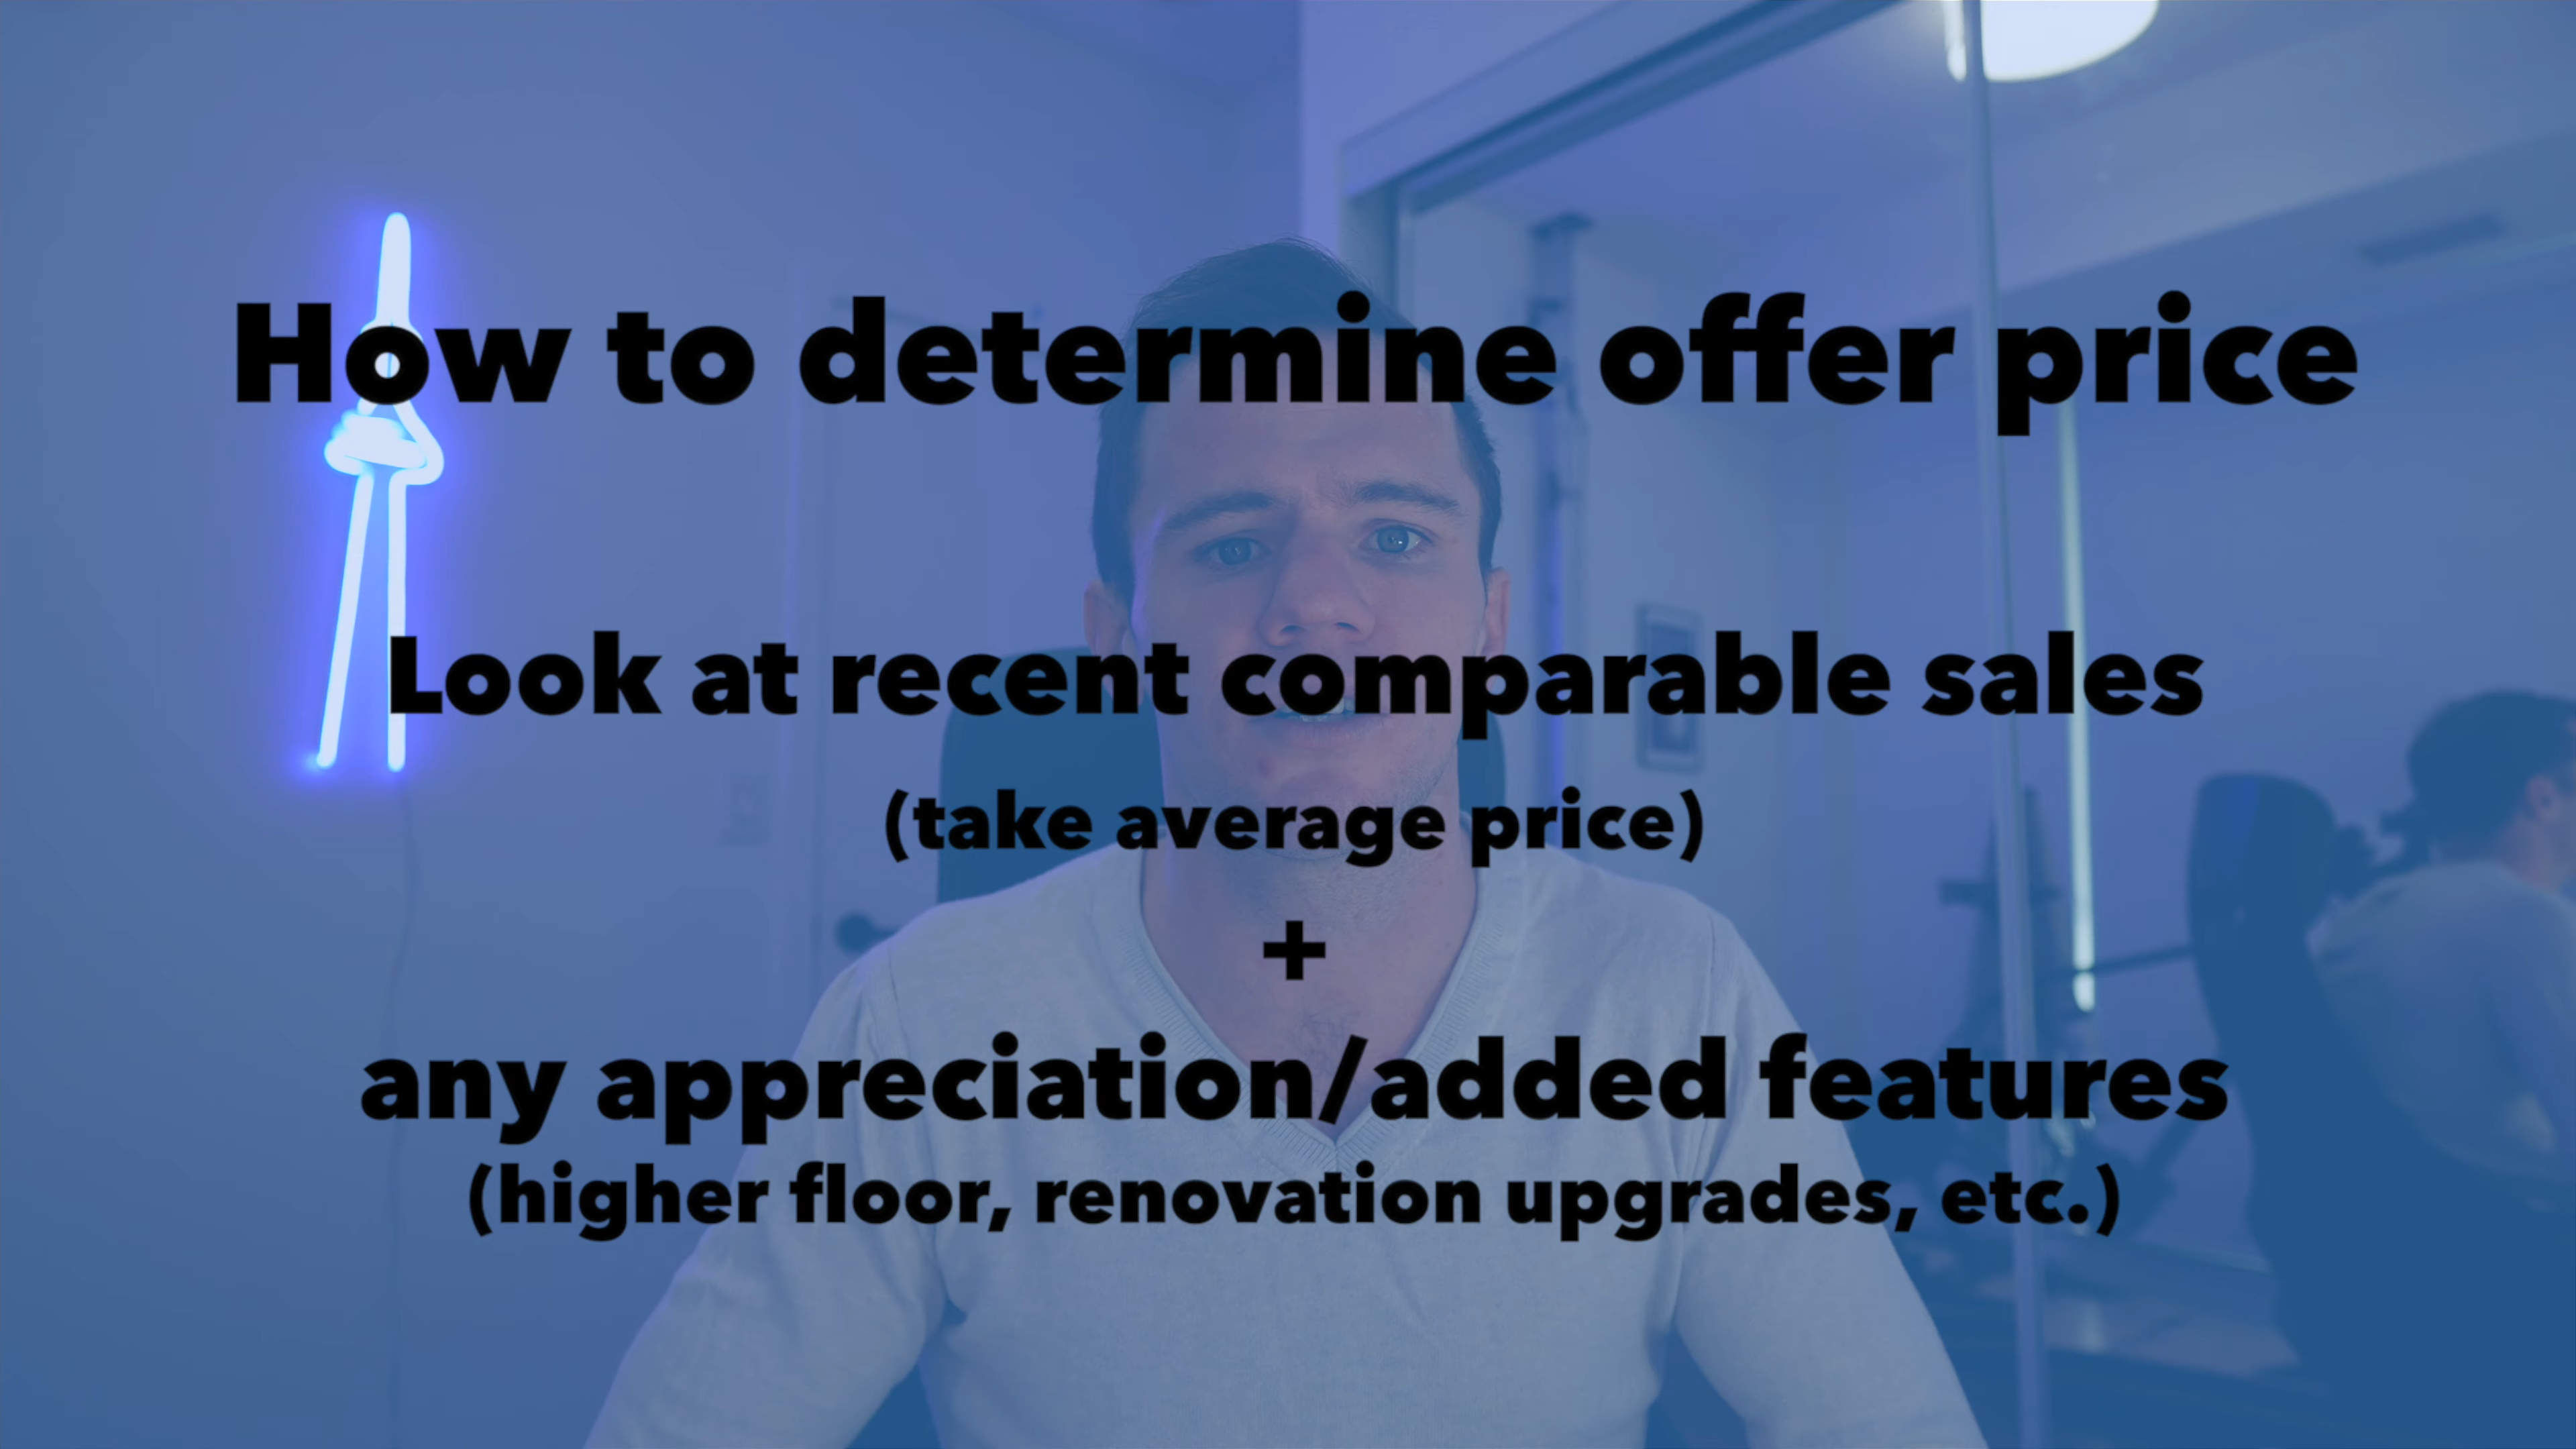 How to determine offer price
Look at recent comparable sales
(take average price)
+
any appreciation/added features
(higher floor, renovation upgrades, etc.)